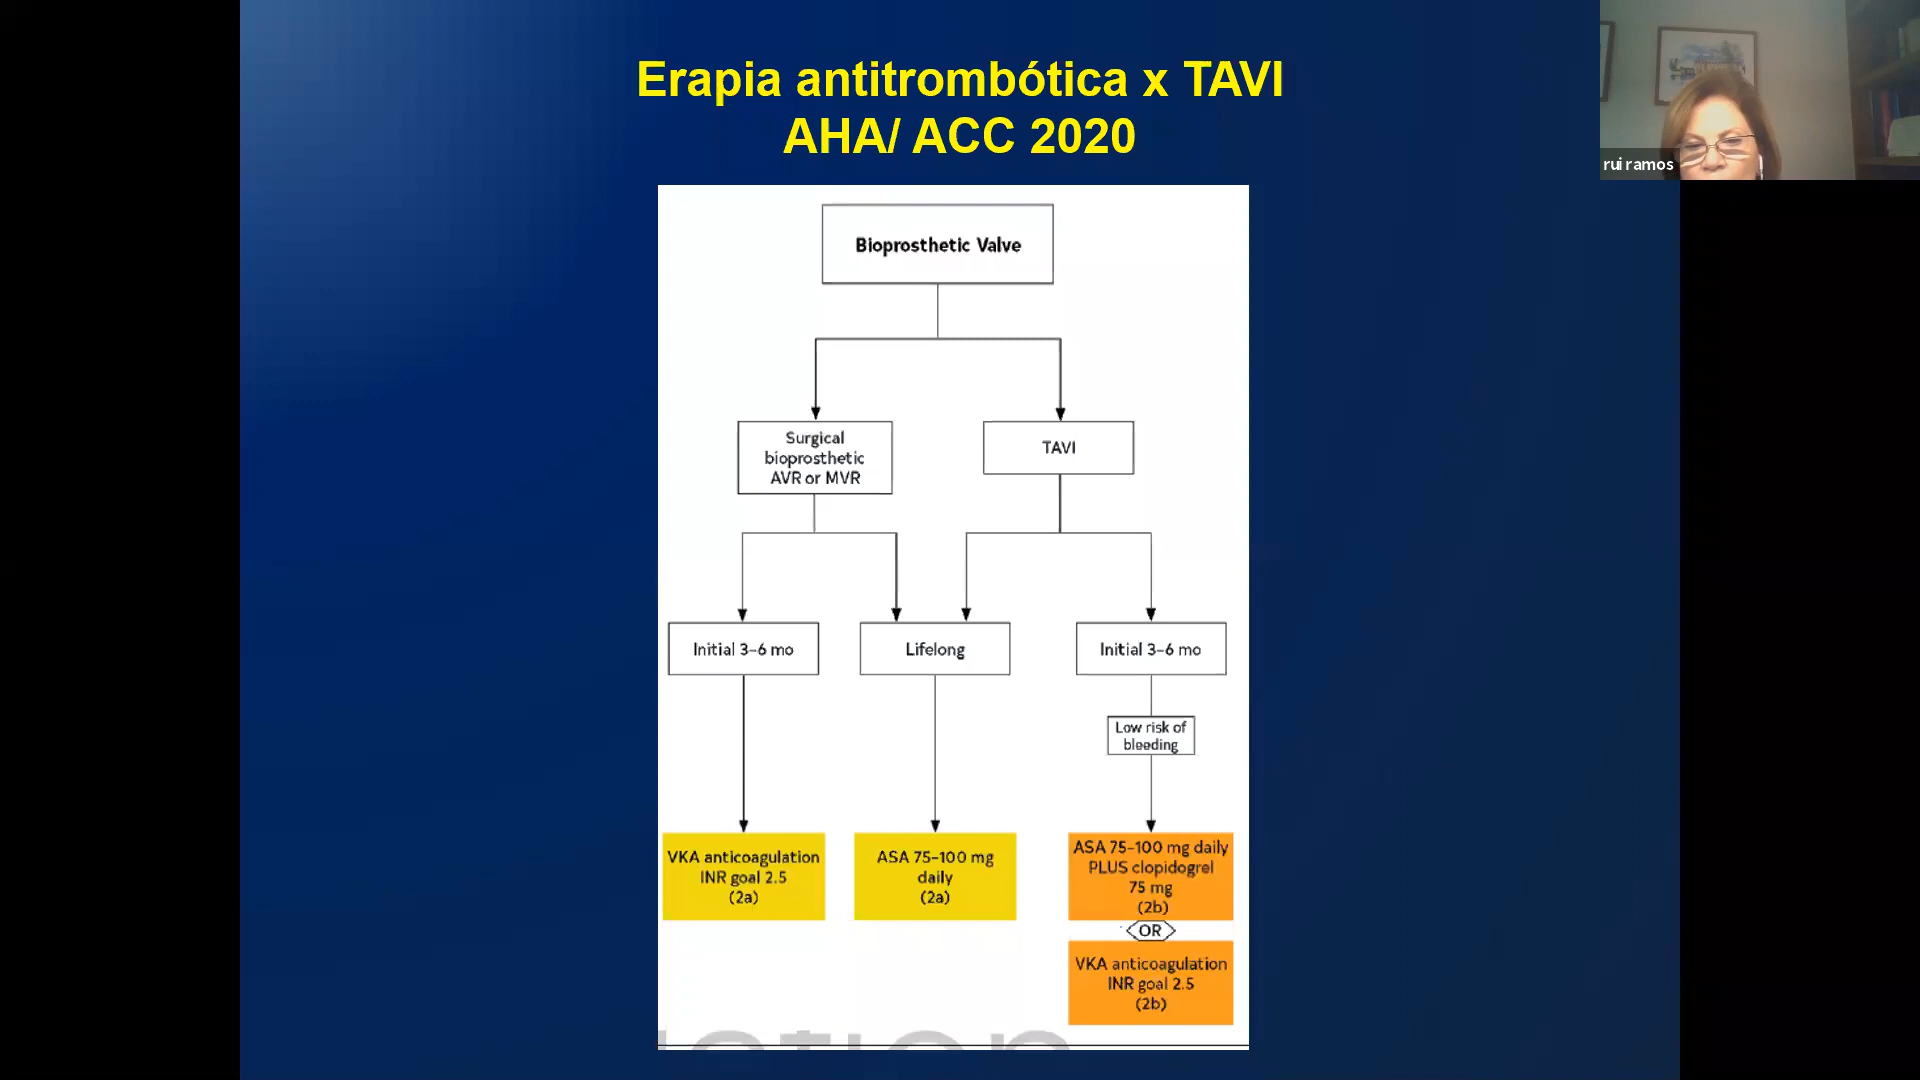 Erapia antitrombótica x TAVI
AHA/ ACC 2020
rui ramos
Bioprosthetic Valve
Surgical
bioprosthetic
AVR or MVR
TAVI
Initial 3–6 mo
Lifelong
Initial 3–6 mo
Low risk of
bleeding
VKA anticoagulation
INR goal 2.5
(2a)
ASA 75–100 mg
daily
(2a)
ASA 75–100 mg daily
PLUS clopidogrel
75 mg
(2b)
OR
VKA anticoagulation
INR goal 2.5
(2b)